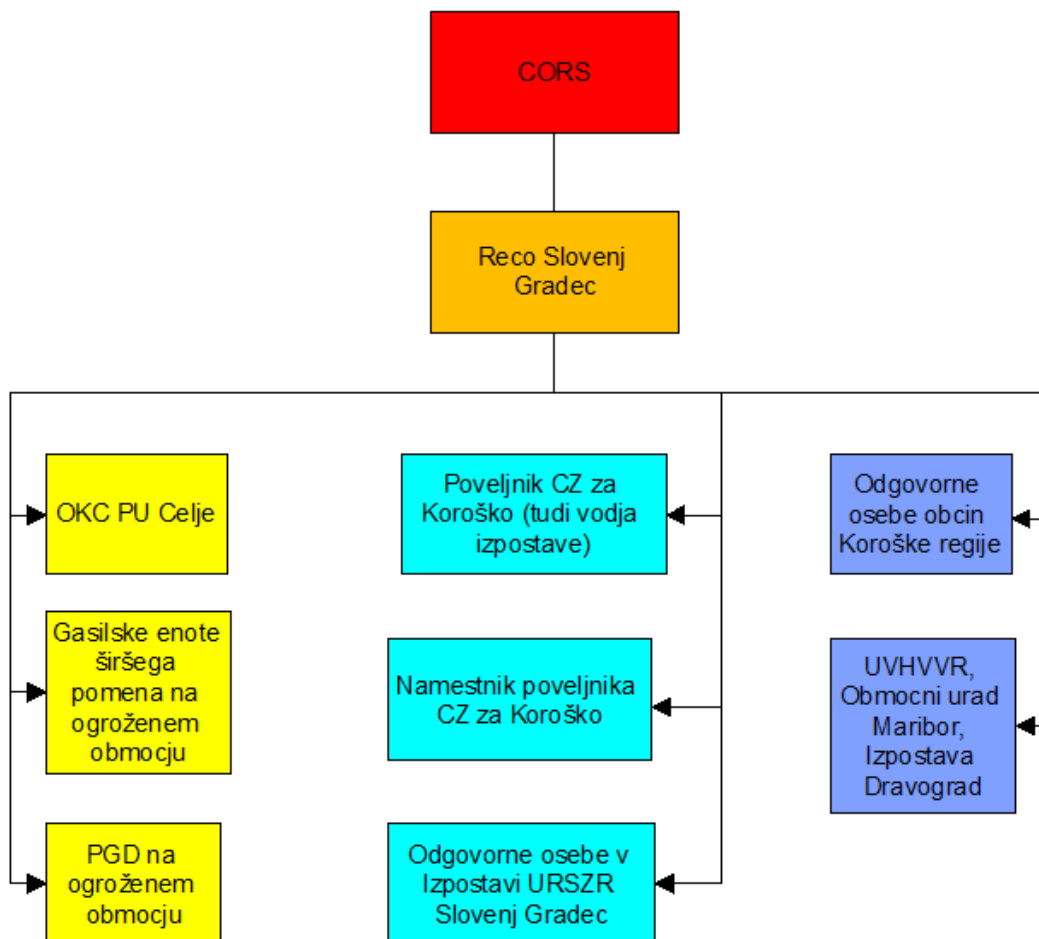 CORS
Reco Slovenj
Gradec
OKC PU Celje
Gasilske enote
širšega
pomena na
ogroženem
obmocju
PGD na
ogroženem
obmocju
Poveljnik CZ za
Koroško (tudi vodja
izpostave)
Namestnik poveljnika
CZ za Koroško
Odgovorne osebe v
Izpostavi URSZR
Slovenj Gradec
Odgovorne
osebe obcin
Koroške regije
UVHVVR,
Obmocni urad
Maribor,
Izpostava
Dravograd